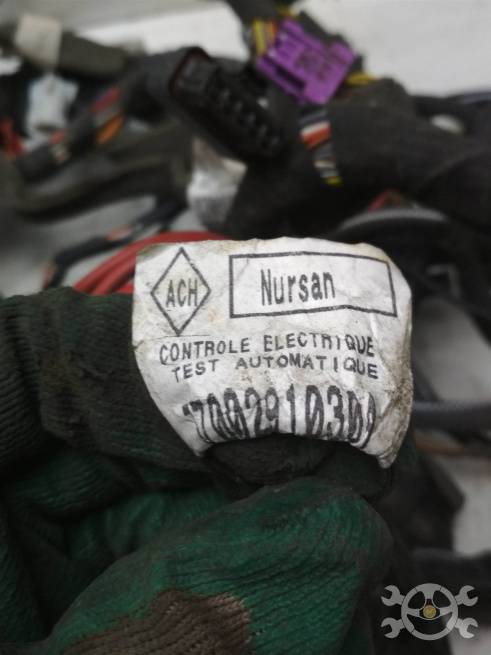 ACH
Nursan
CONTROLE ELECTRIQUE
TEST AUTOMATIQUE